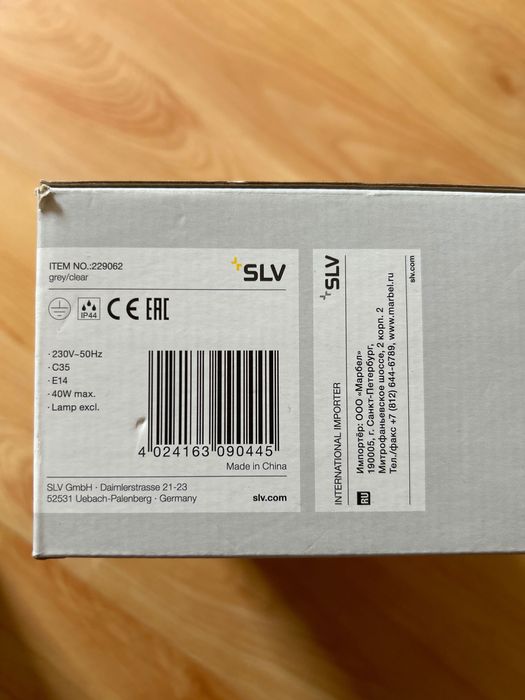 ITEM NO.:229062
grey/clear
SLV
IP44
CE EAC
· 230V~50Hz
· C35
· E14
· 40W max.
· Lamp excl.
4 024163 090445
Made in China
SLV GmbH · Daimlerstrasse 21-23
52531 Uebach-Palenberg · Germany
slv.com
SLV
slv.com
INTERNATIONAL IMPORTER
RU
Импортёр: ООО «Марбел»
190005, г. Санкт-Петербург,
Митрофаньевское шоссе, 2 корп. 2
Тел./факс +7 (812) 644-6789, www.marbel.ru